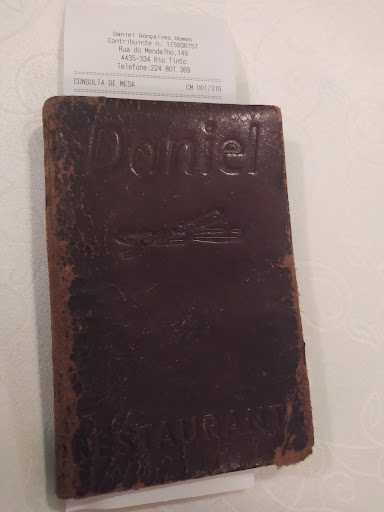 Daniel Gonçalves Gomes
Contribuinte n. 175936757
Rua do Mendalho,149
4435-334 Rio Tinto
Telefone:224 801 369
CONSULTA DE MESA CM 001/316
Daniel
RESTAURANT